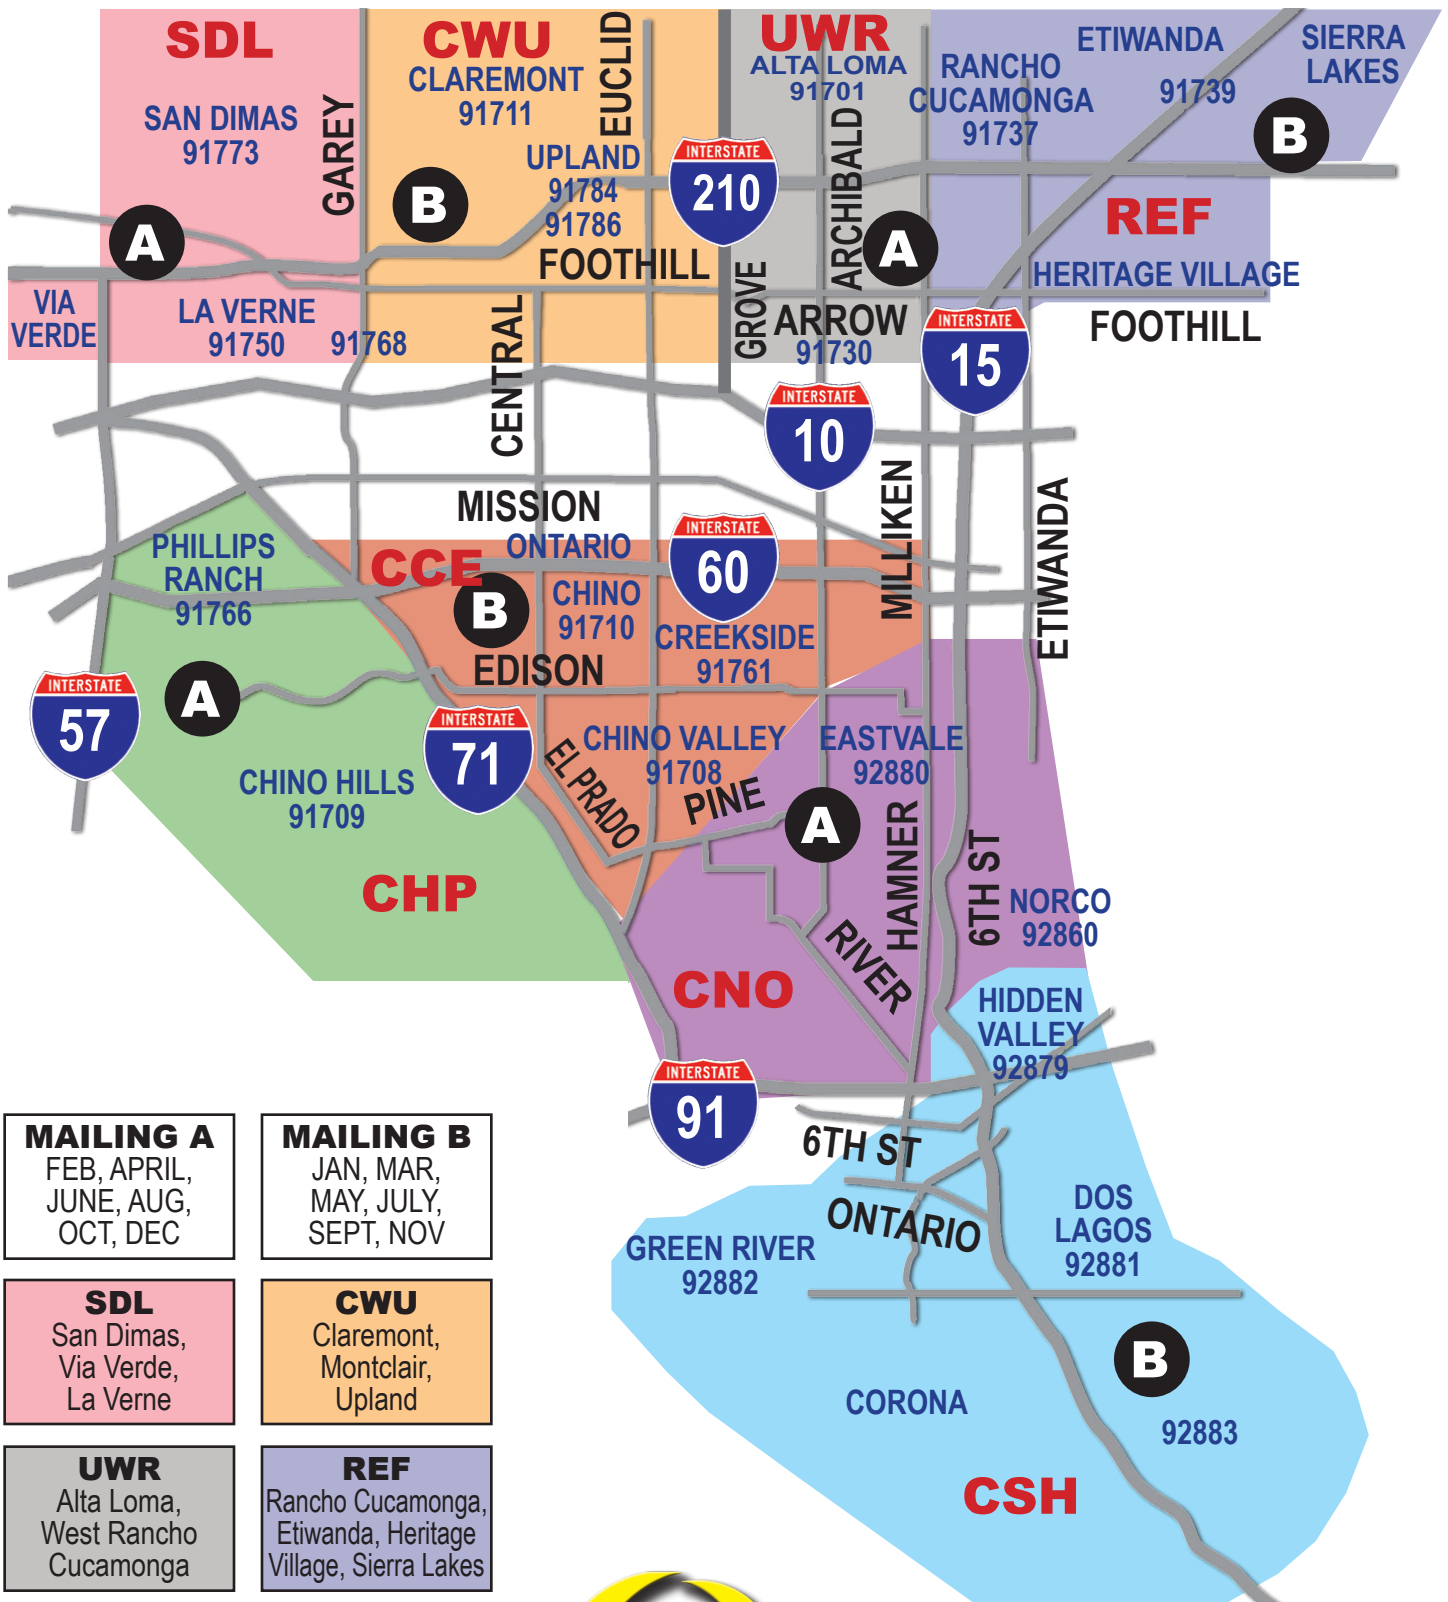 SDL
CWU
UWR
EUCLID
CLAREMONT
91711
ALTA LOMA
91701
RANCHO
CUCAMONGA
91737
ETIWANDA
91739
SIERRA
LAKES
SAN DIMAS
91773
GAREY
UPLAND
91784
91786
INTERSTATE
210
ARCHIBALD
B
B
A
A
REF
FOOTHILL
HERITAGE VILLAGE
VIA
VERDE
LA VERNE
91750
91768
CENTRAL
GROVE
ARROW
91730
INTERSTATE
15
FOOTHILL
INTERSTATE
10
MISSION
MILLIKEN
ETIWANDA
PHILLIPS
RANCH
91766
CCE
ONTARIO
INTERSTATE
60
B
CHINO
91710
CREEKSIDE
91761
EDISON
A
INTERSTATE
57
INTERSTATE
71
CHINO HILLS
91709
EL PRADO
CHINO VALLEY
91708
PINE
EASTVALE
92880
A
HAMNER
6TH ST
CHP
NORCO
92860
RIVER
CNO
HIDDEN
VALLEY
92879
INTERSTATE
91
6TH ST
ONTARIO
GREEN RIVER
92882
DOS
LAGOS
92881
B
CORONA
92883
CSH
MAILING A
FEB, APRIL,
JUNE, AUG,
OCT, DEC
MAILING B
JAN, MAR,
MAY, JULY,
SEPT, NOV
SDL
San Dimas,
Via Verde,
La Verne
CWU
Claremont,
Montclair,
Upland
UWR
Alta Loma,
West Rancho
Cucamonga
REF
Rancho Cucamonga,
Etiwanda, Heritage
Village, Sierra Lakes